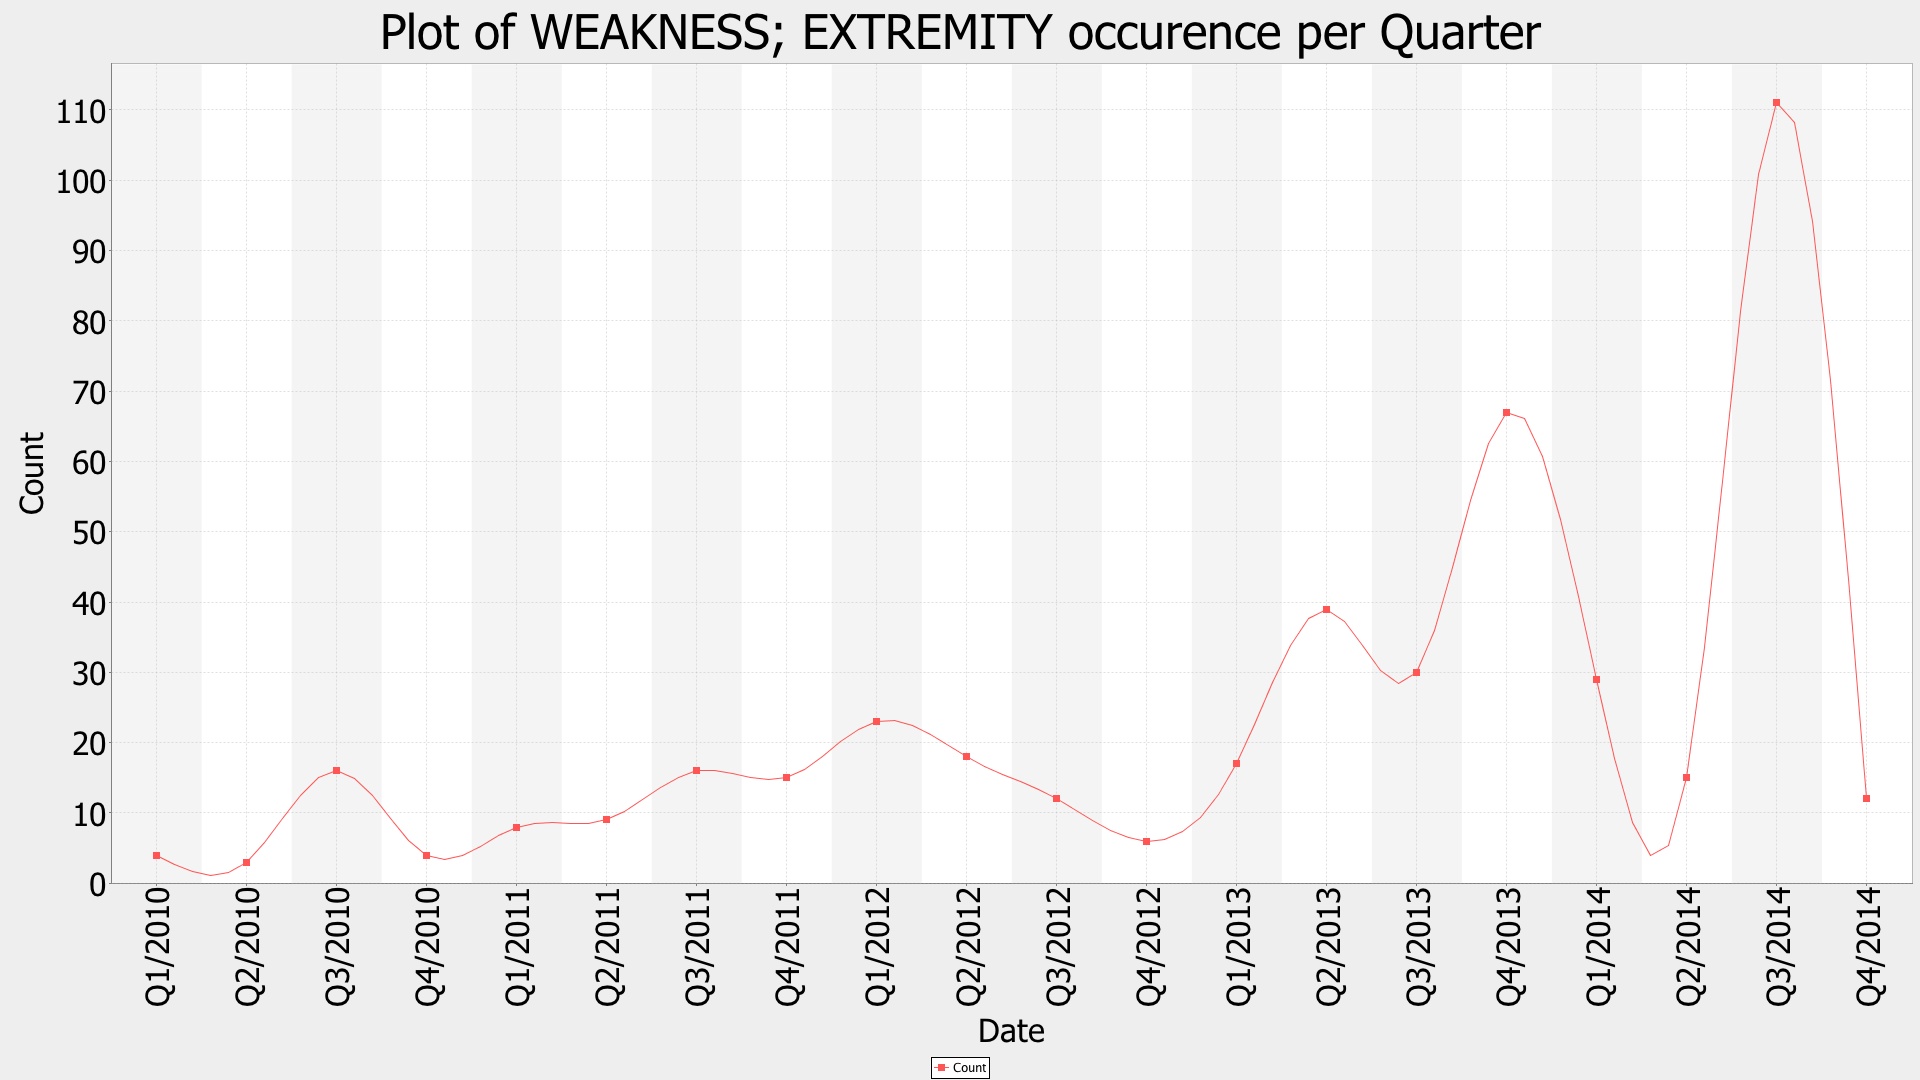 Plot of WEAKNESS; EXTREMITY occurence per Quarter
110
100
90
80
70
60
50
40
30
20
10
0
Count
Q1/2010
Q2/2010
Q3/2010
Q4/2010
Q1/2011
Q2/2011
Q3/2011
Q4/2011
Q1/2012
Q2/2012
Q3/2012
Q4/2012
Q1/2013
Q2/2013
Q3/2013
Q4/2013
Q1/2014
Q2/2014
Q3/2014
Q4/2014
Date
Count